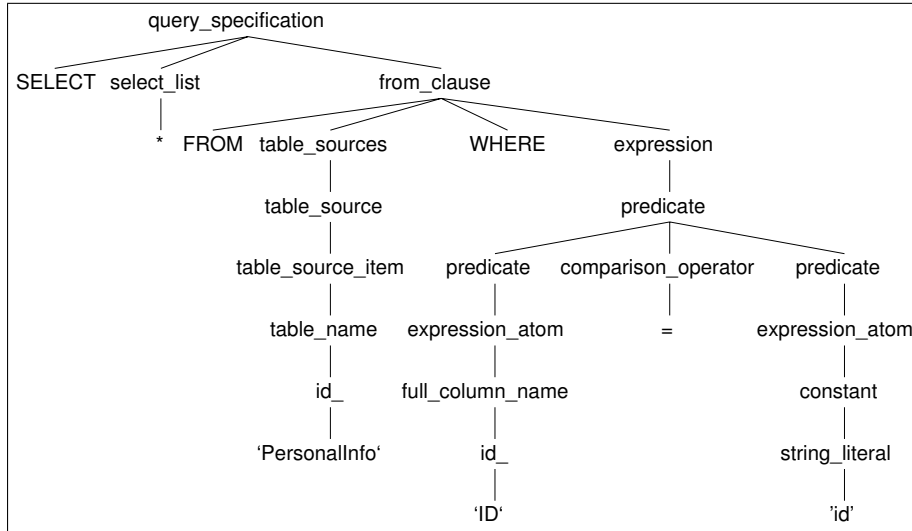 query_specification
SELECT select_list from_clause
* FROM table_sources WHERE expression
table_source predicate
table_source_item predicate comparison_operator predicate
table_name expression_atom = expression_atom
id_ full_column_name constant
‘PersonalInfo‘ id_ string_literal
‘ID‘ ’id’